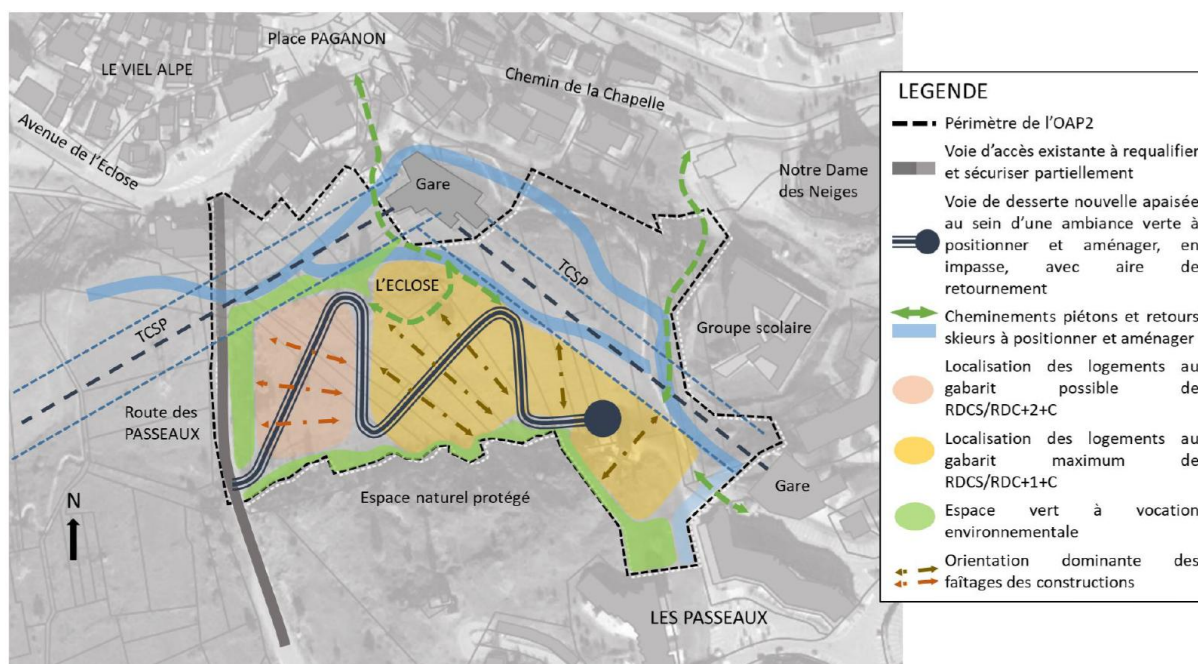 Place PAGANON
LE VIEL ALPE
Chemin de la Chapelle
Avenue de l'Eclose
Gare
Notre Dame
des Neiges
L'ECLOSE
TCSP
TCSP
Groupe scolaire
Route des
PASSEAUX
Espace naturel protégé
Gare
N
LES PASSEAUX
LEGENDE
Périmètre de l'OAP2
Voie d'accès existante à requalifier
et sécuriser partiellement
Voie de desserte nouvelle apaisée
au sein d'une ambiance verte à
positionner et aménager, en
impasse, avec aire de
retournement
Cheminements piétons et retours
skieurs à positionner et aménager
Localisation des logements au
gabarit possible de
RDCS/RDC+2+C
Localisation des logements au
gabarit maximum de
RDCS/RDC+1+C
Espace vert à vocation
environnementale
Orientation dominante des
faîtages des constructions